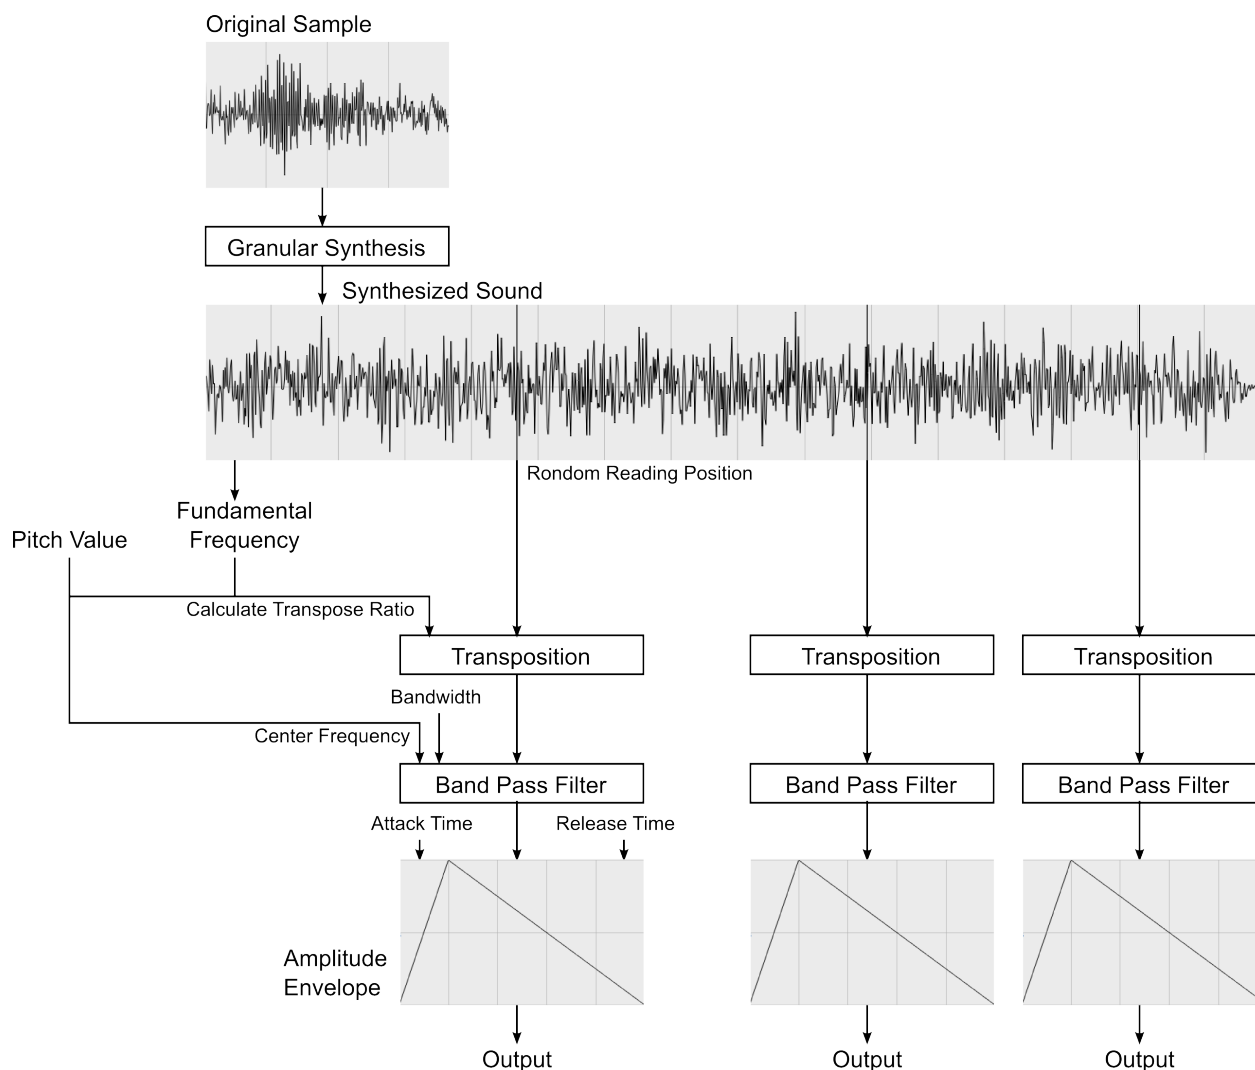 Original Sample
Granular Synthesis
Synthesized Sound
Rondom Reading Position
Fundamental
Frequency
Pitch Value
Calculate Transpose Ratio
Transposition
Transposition
Transposition
Bandwidth
Center Frequency
Band Pass Filter
Band Pass Filter
Band Pass Filter
Attack Time
Release Time
Amplitude
Envelope
Output
Output
Output